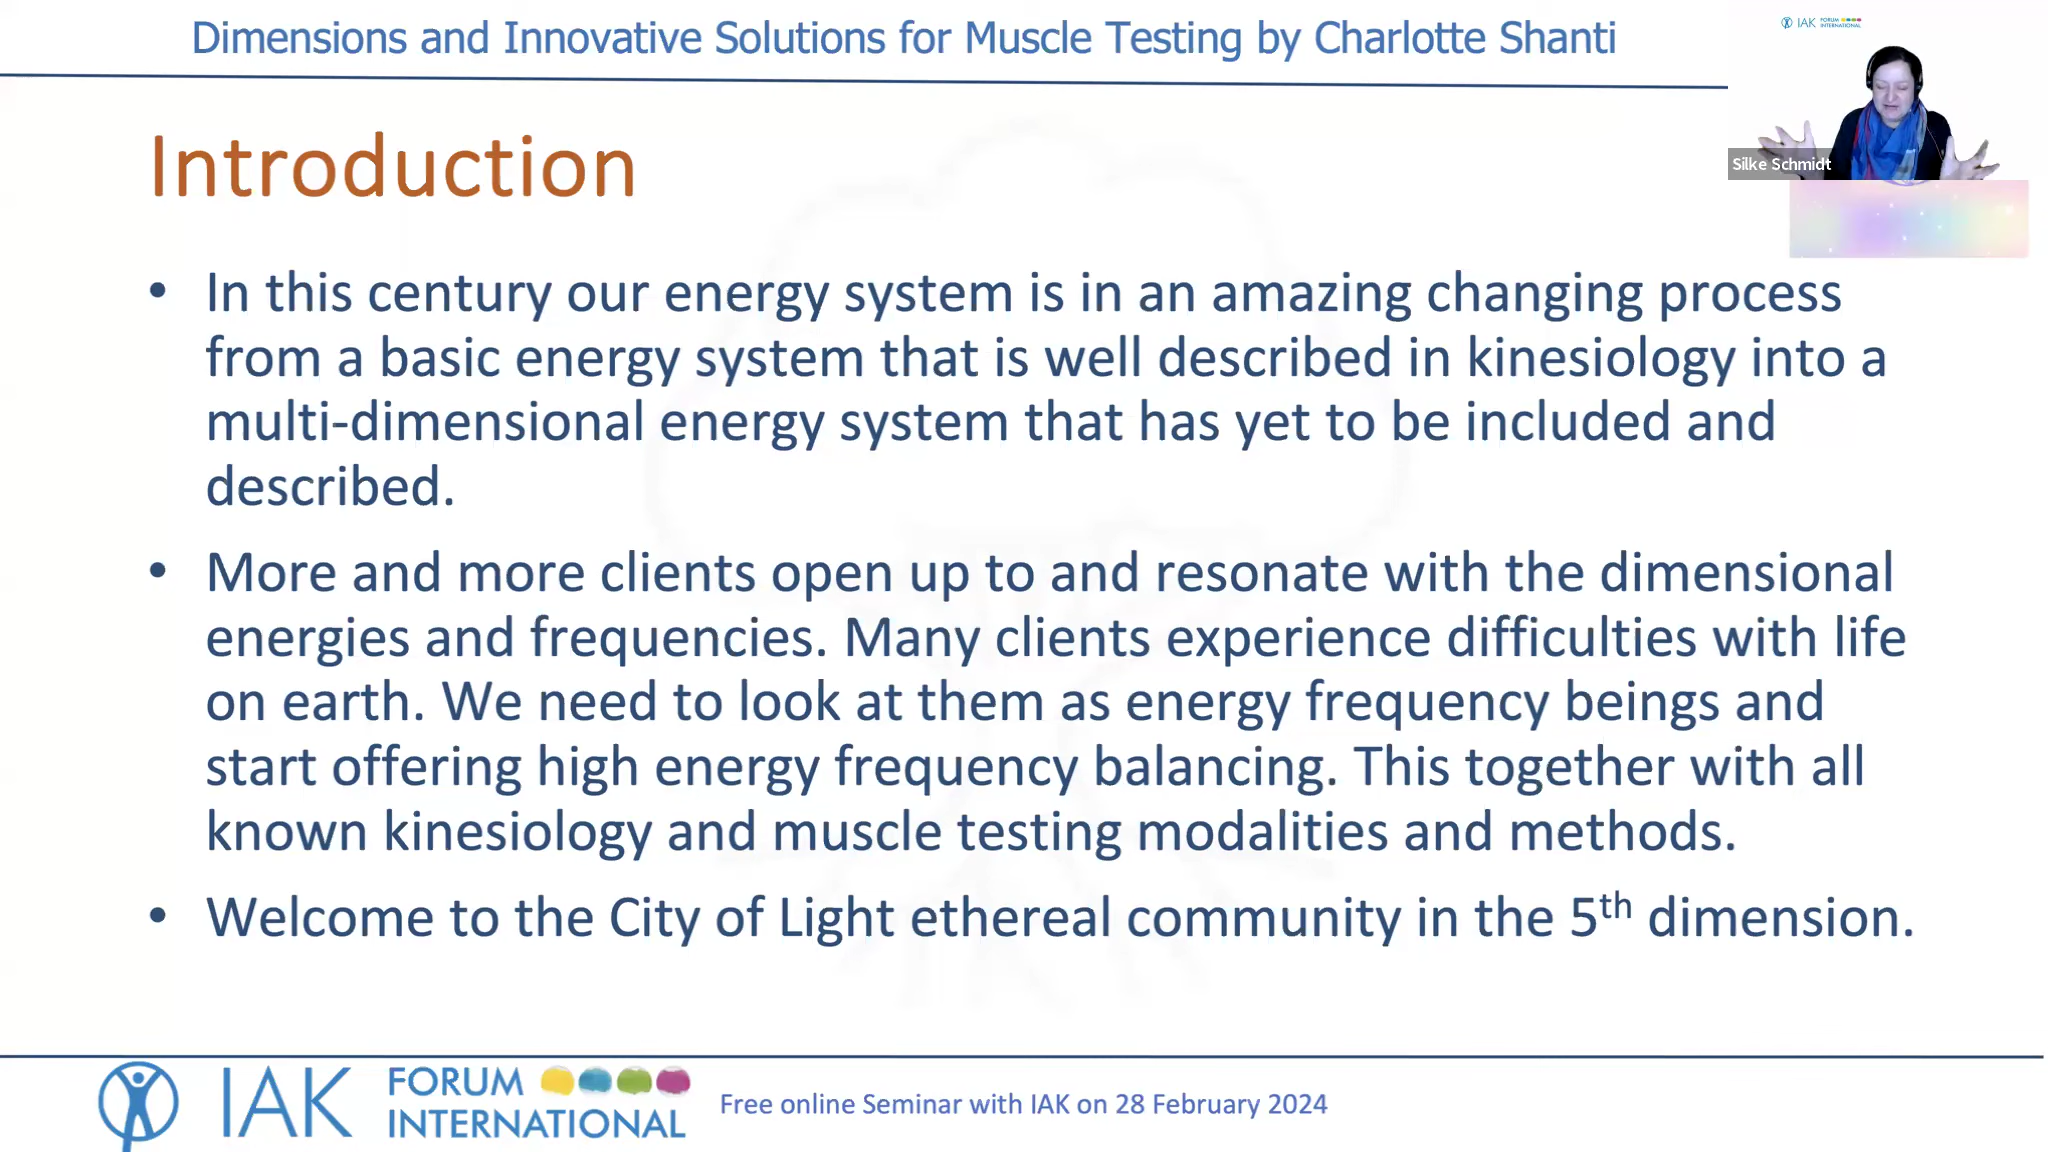 Dimensions and Innovative Solutions for Muscle Testing by Charlotte Shanti
IAK FORUM INTERNATIONAL
Silke Schmidt
Introduction
• In this century our energy system is in an amazing changing process
from a basic energy system that is well described in kinesiology into a
multi-dimensional energy system that has yet to be included and
described.
• More and more clients open up to and resonate with the dimensional
energies and frequencies. Many clients experience difficulties with life
on earth. We need to look at them as energy frequency beings and
start offering high energy frequency balancing. This together with all
known kinesiology and muscle testing modalities and methods.
• Welcome to the City of Light ethereal community in the 5th dimension.
IAK FORUM
INTERNATIONAL
Free online Seminar with IAK on 28 February 2024